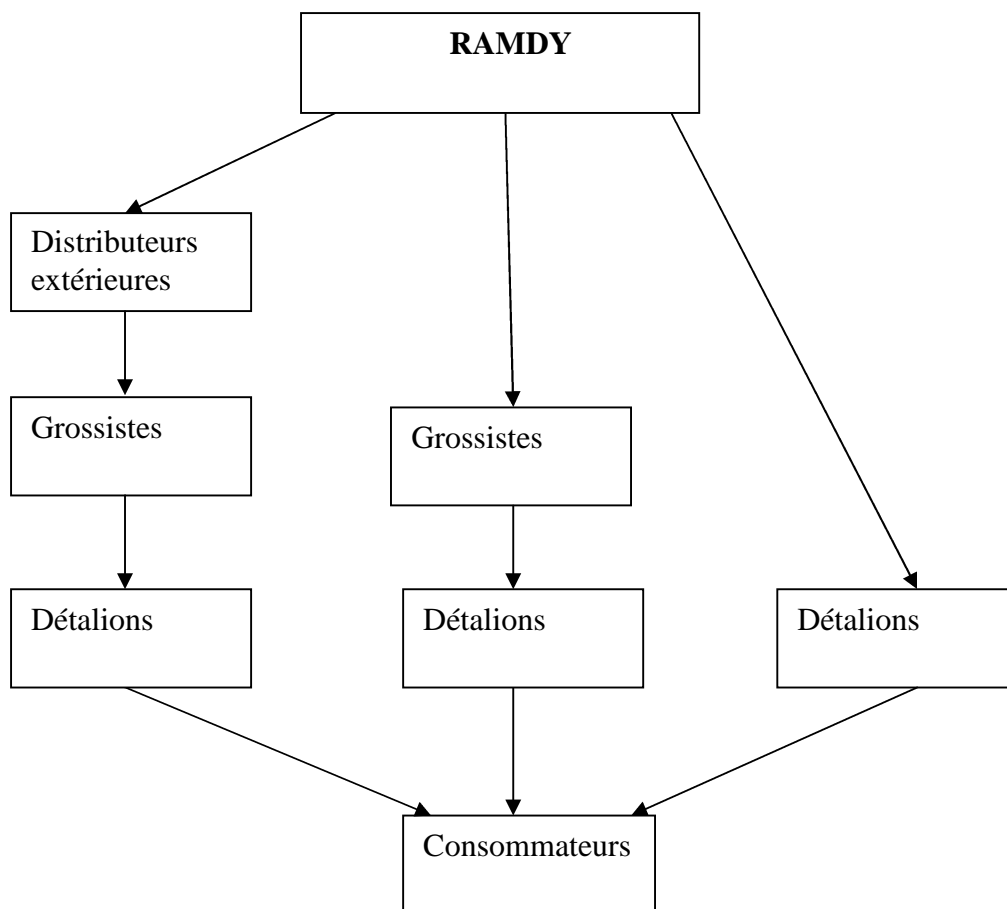 RAMDY
Distributeurs
extérieures
Grossistes
Grossistes
Détalions
Détalions
Détalions
Consommateurs